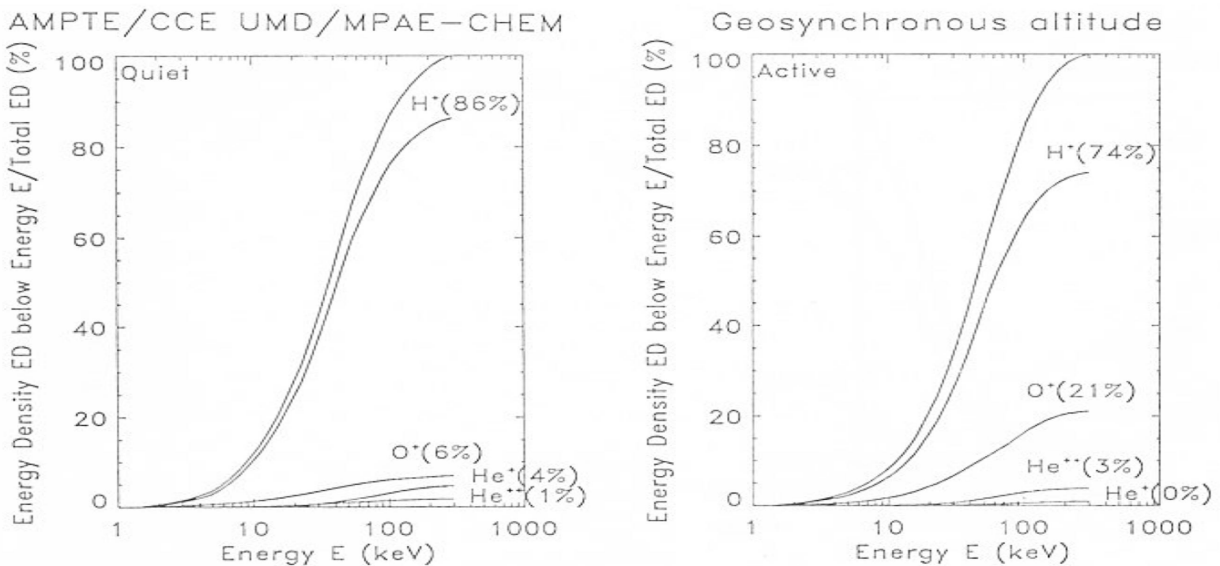 AMPTE/CCE UMD/MPAE-CHEM
Geosynchronous altitude
Energy Density ED below Energy E/Total ED (%)
100
80
60
40
20
0
Quiet
H⁺(86%)
O⁺(6%)
He⁺(4%)
He⁺⁺(1%)
1
10
100
1000
Energy E (keV)
Energy Density ED below Energy E/Total ED (%)
100
80
60
40
20
0
Active
H⁺(74%)
O⁺(21%)
He⁺⁺(3%)
He⁺(0%)
1
10
100
1000
Energy E (keV)